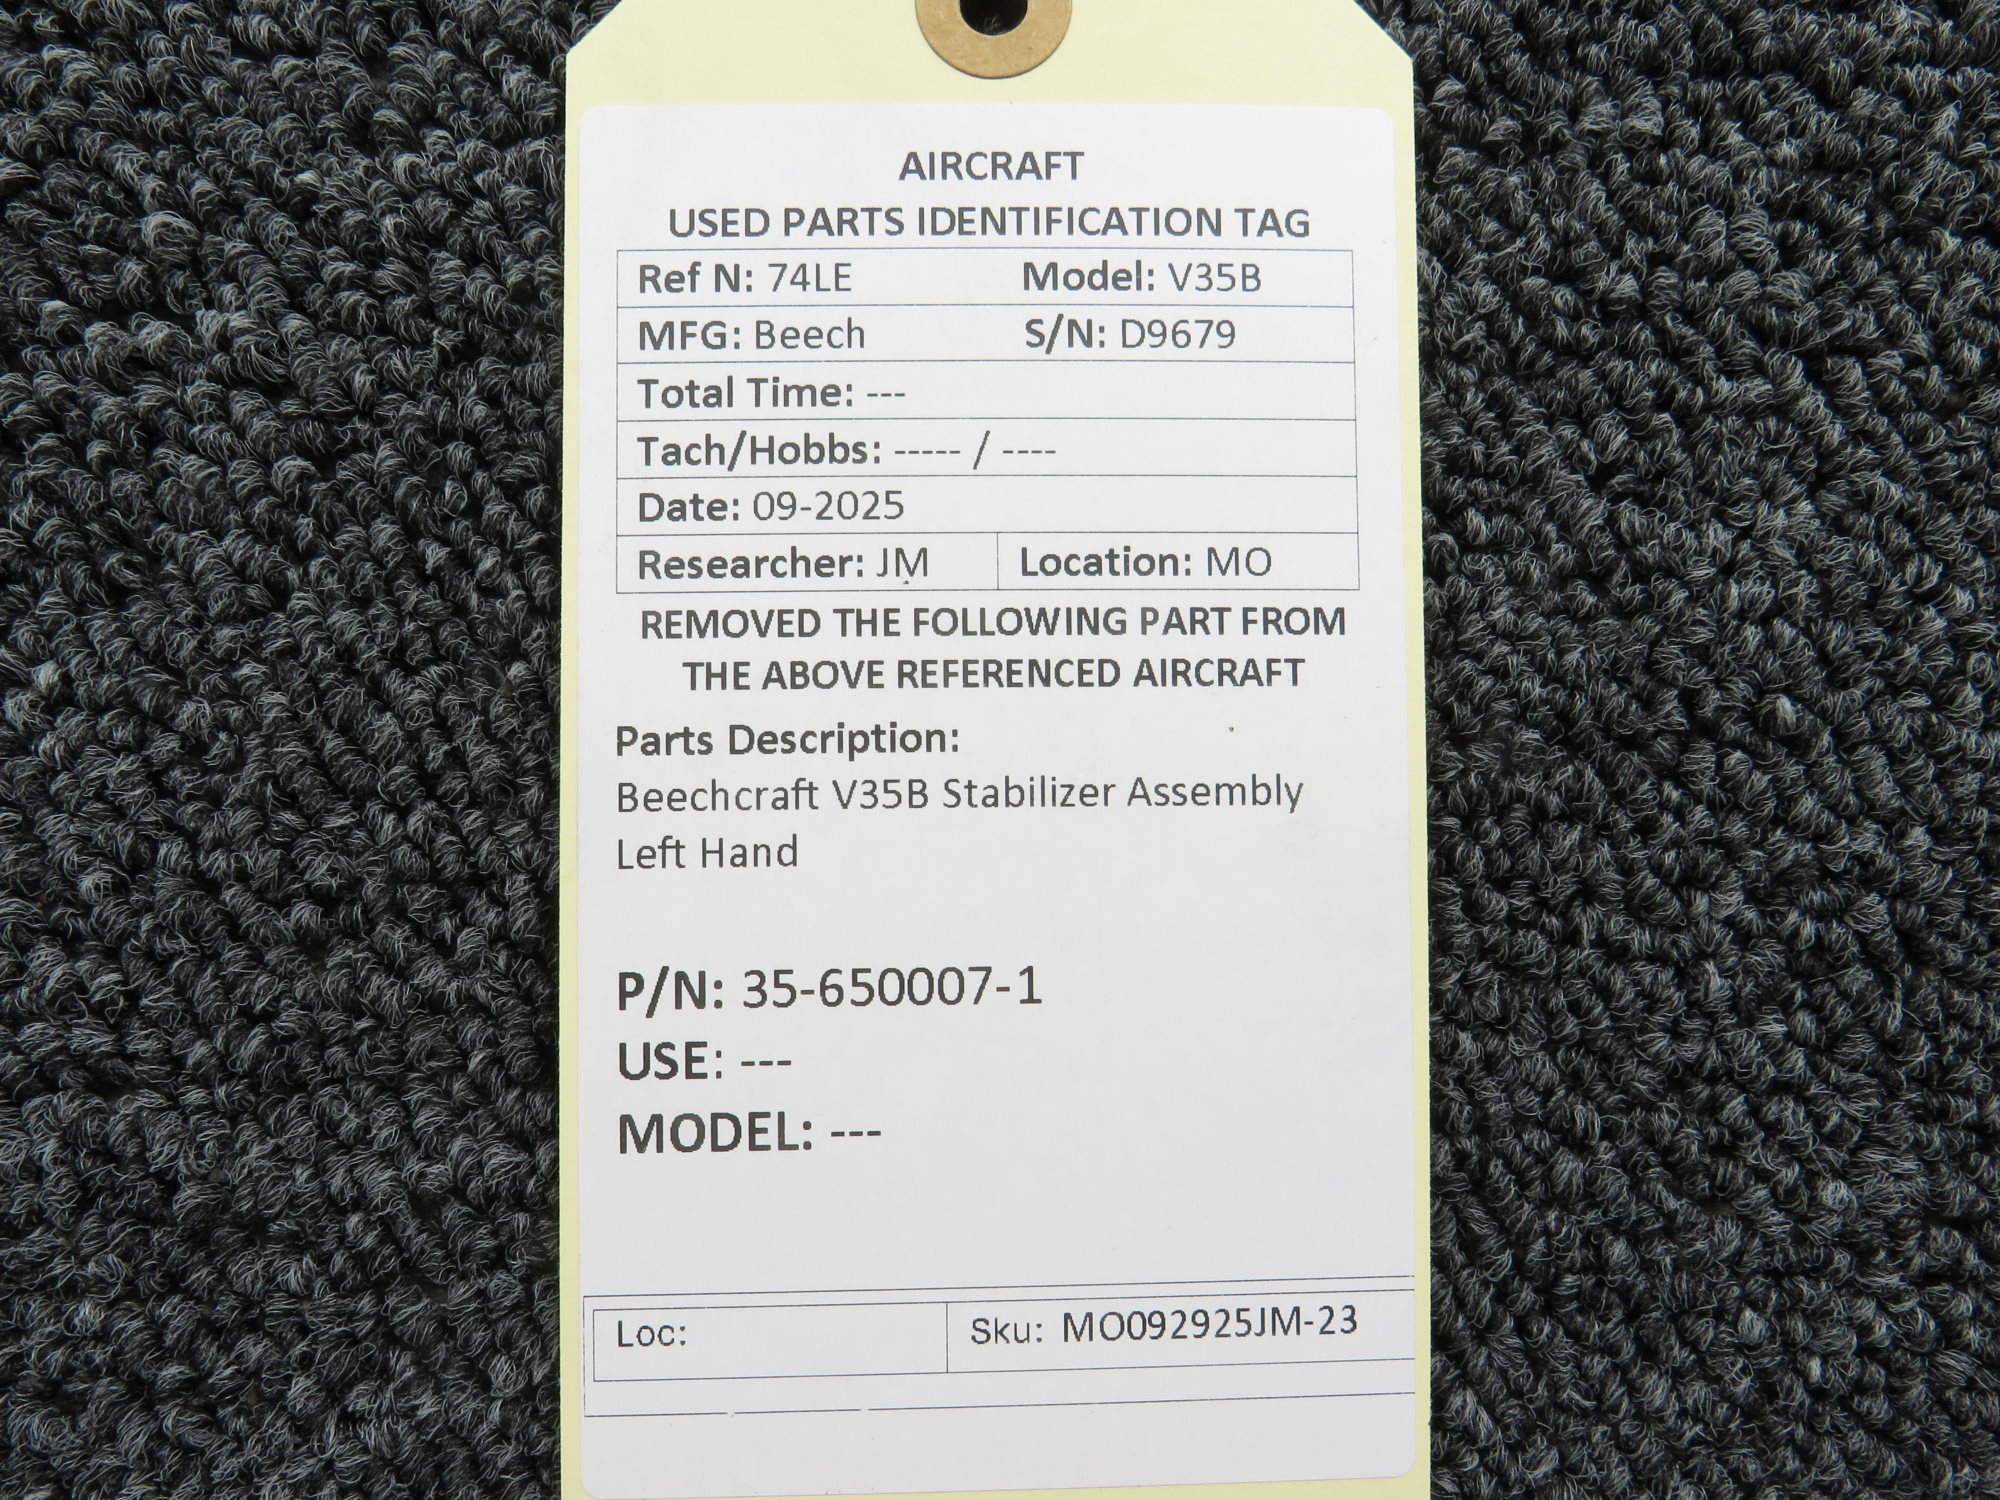 AIRCRAFT
USED PARTS IDENTIFICATION TAG
Ref N: 74LE Model: V35B
MFG: Beech S/N: D9679
Total Time: ---
Tach/Hobbs: ----- / ----
Date: 09-2025
Researcher: JM Location: MO
REMOVED THE FOLLOWING PART FROM
THE ABOVE REFERENCED AIRCRAFT
Parts Description:
Beechcraft V35B Stabilizer Assembly
Left Hand
P/N: 35-650007-1
USE: ---
MODEL: ---
Loc: Sku: MO092925JM-23